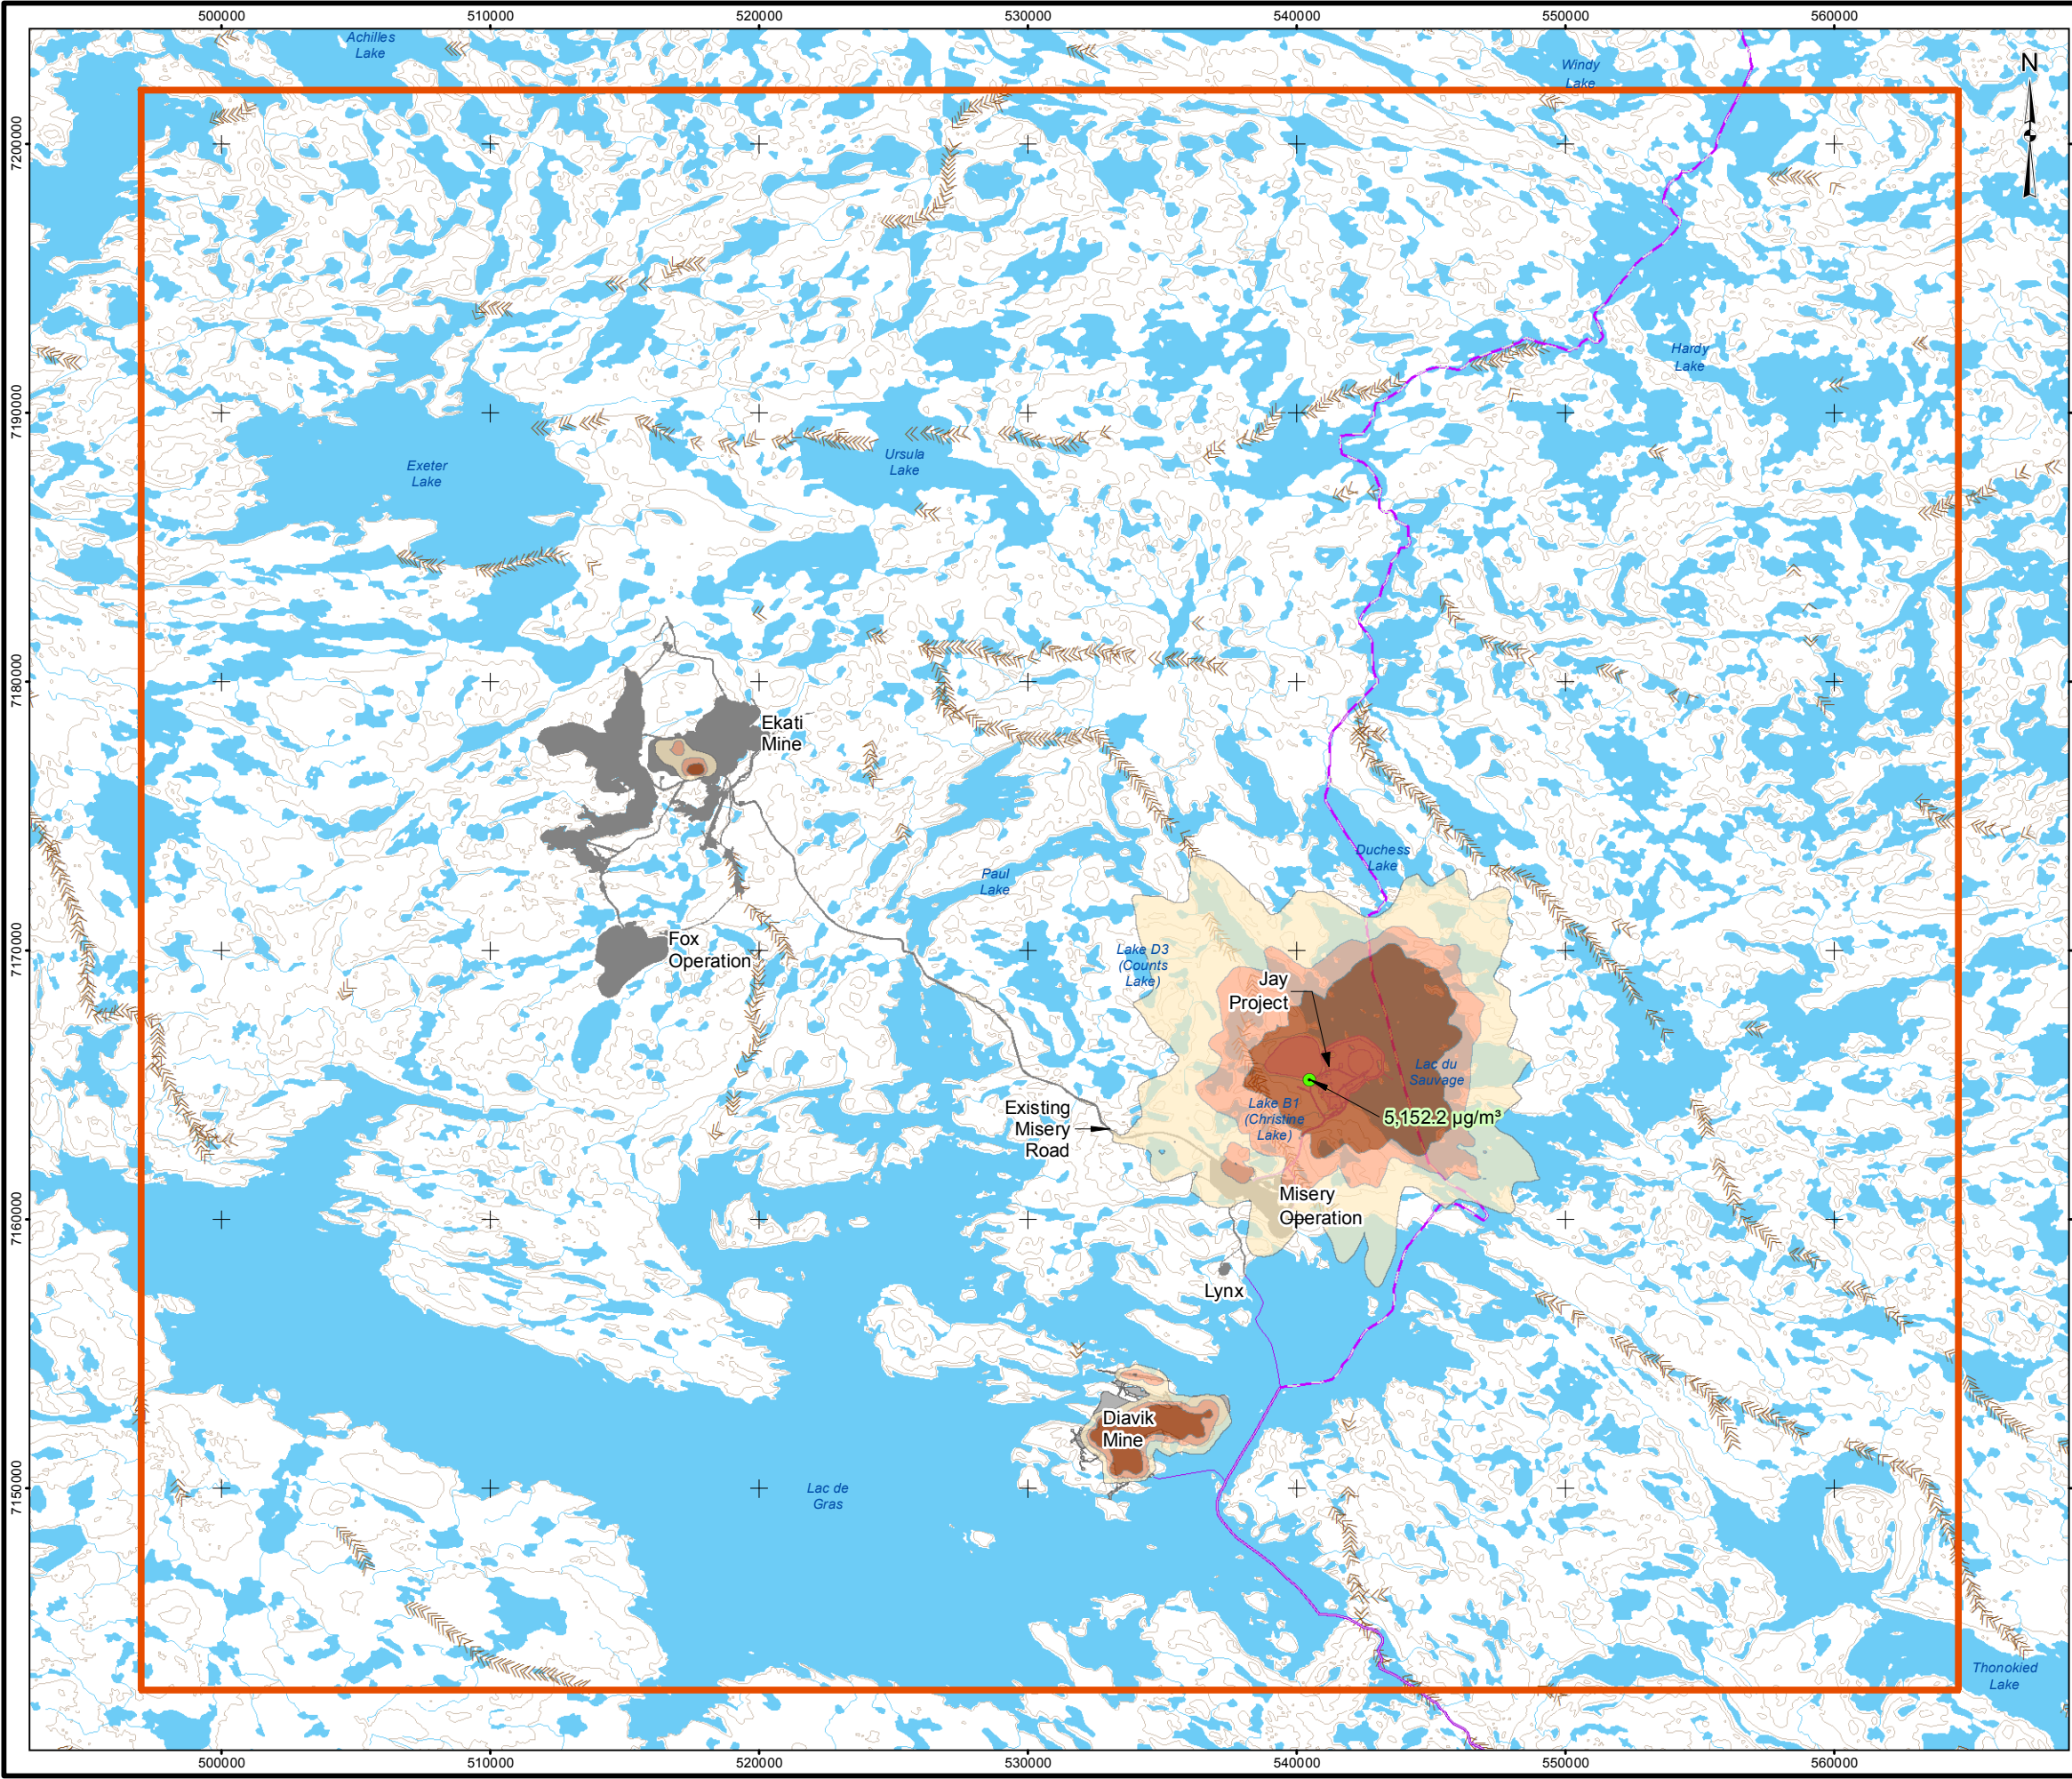 500000 510000 520000 530000 540000 550000 560000
Achilles
Lake
Windy
Lake
N
7200000
Hardy
Lake
7190000
Exeter
Lake
Ursula
Lake
7180000
Ekati
Mine
Duchess
Lake
Paul
Lake
Fox
Operation
7170000
Lake D3
(Counts
Lake)
Jay
Project
Lac du
Sauvage
Lake B1
(Christine
Lake)
5,152.2 µg/m³
Existing
Misery
Road
Misery
Operation
7160000
Lynx
Diavik
Mine
7150000
Lac de
Gras
Thonokied
Lake
500000 510000 520000 530000 540000 550000 560000